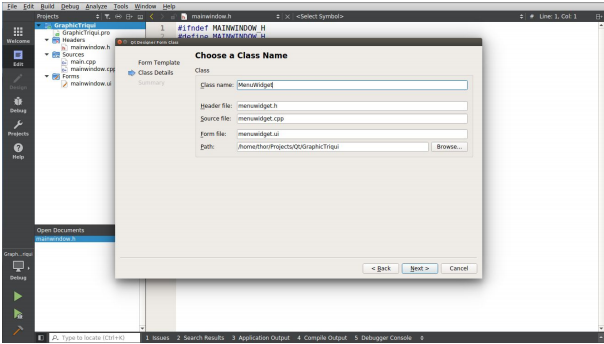 File Edit Build Debug Analyze Tools Window Help
Projects
mainwindow.h
<Select Symbol>
# Line: 1, Col: 1
Welcome
Edit
Design
Debug
Projects
Help
GraphicTriqui
GraphicTriqui.pro
Headers
mainwindow.h
Sources
main.cpp
mainwindow.cpp
Forms
mainwindow.ui
1 #ifndef MAINWINDOW_H
2 #define MAINWINDOW_H
Qt Designer Form Class
Form Template
Class Details
Summary
Choose a Class Name
Class
Class name: MenuWidget
Header file: menuwidget.h
Source file: menuwidget.cpp
Form file: menuwidget.ui
Path: /home/thor/Projects/Qt/GraphicTriqui Browse...
< Back Next > Cancel
Open Documents
mainwindow.h
Graph...riqui
Debug
Type to locate (Ctrl+K)
1 Issues 2 Search Results 3 Application Output 4 Compile Output 5 Debugger Console